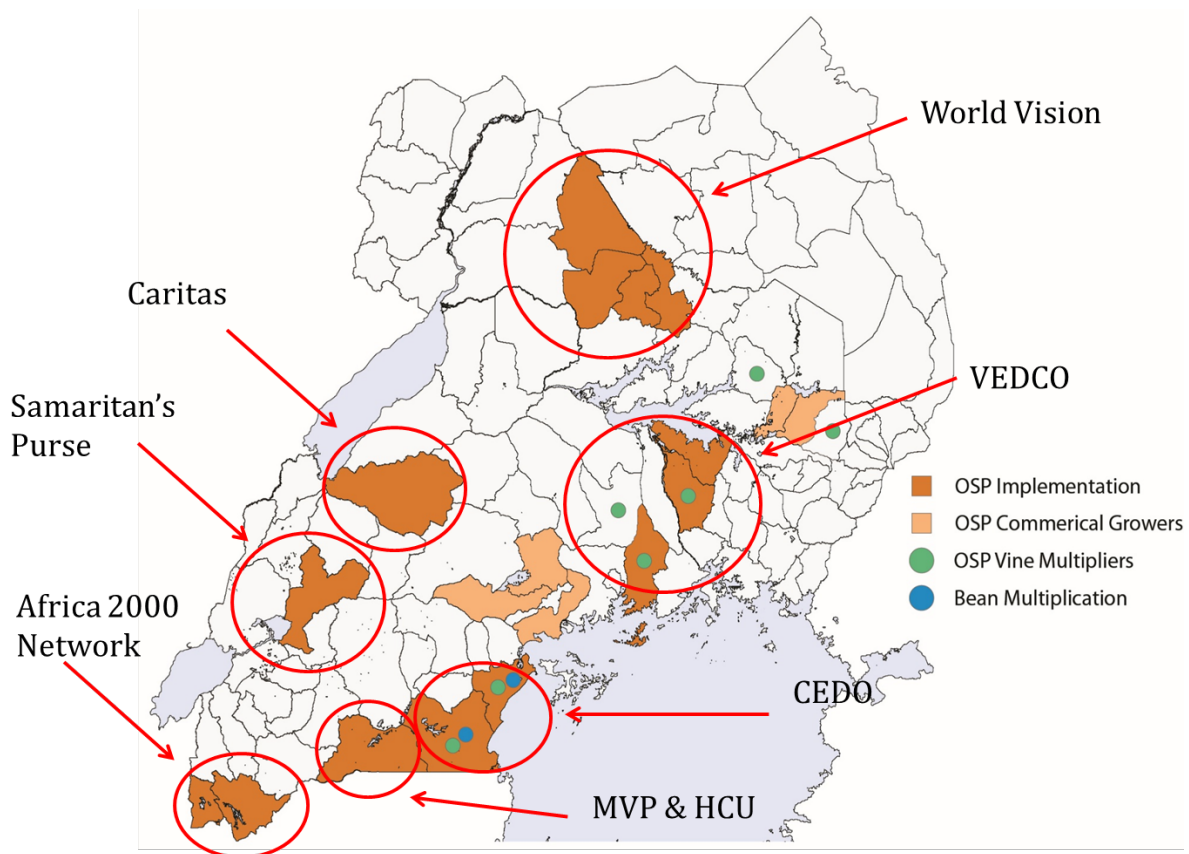 World Vision
Caritas
VEDCO
Samaritan's
Purse
OSP Implementation
OSP Commerical Growers
OSP Vine Multipliers
Bean Multiplication
Africa 2000
Network
CEDO
MVP & HCU